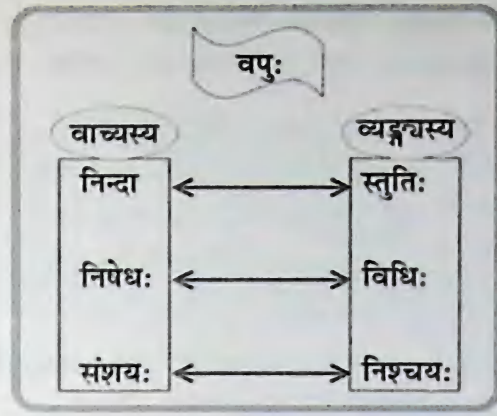 वपुः
वाच्यस्य व्यङ्ग्यस्य
निन्दा स्तुतिः
निषेधः विधिः
संशयः निश्चयः